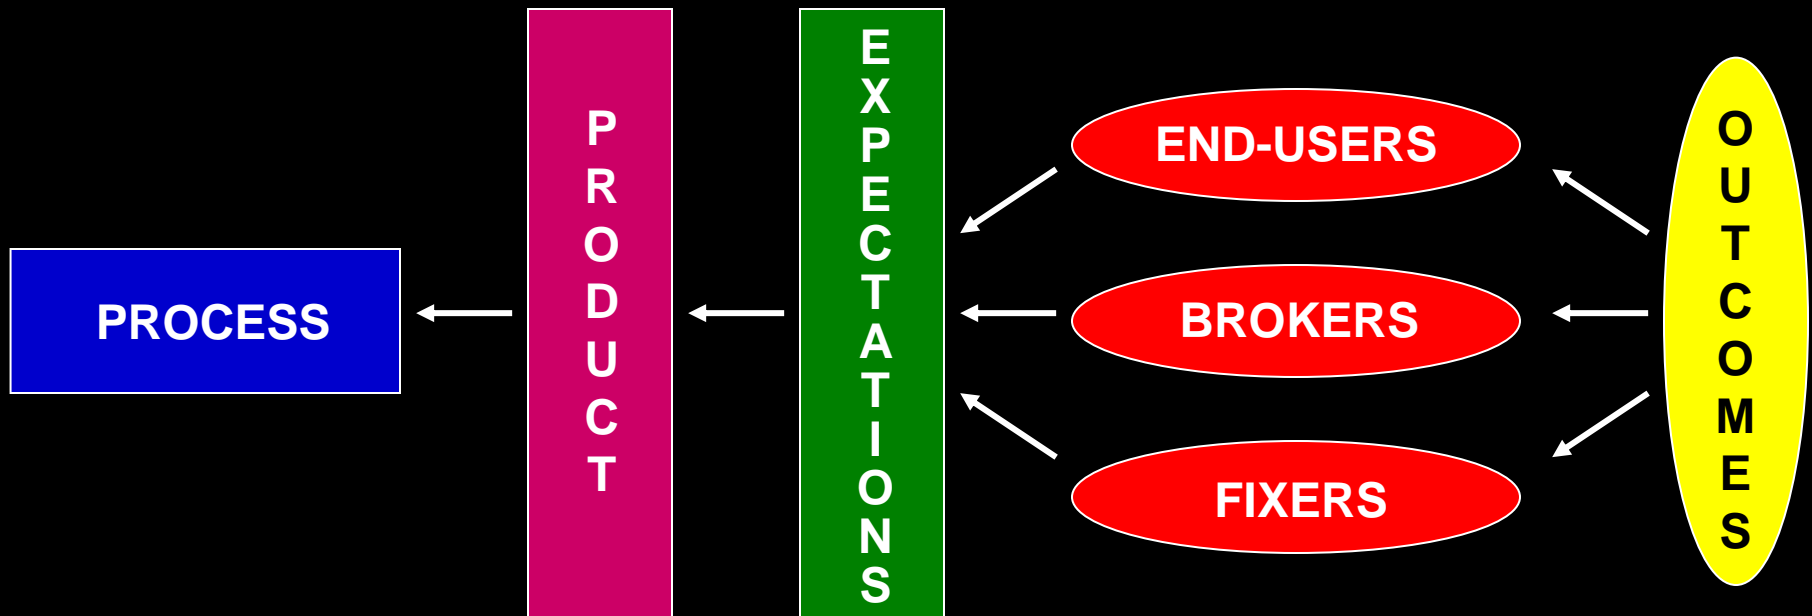 PROCESS
PRODUCT
EXPECTATIONS
END-USERS
BROKERS
FIXERS
OUTCOMES